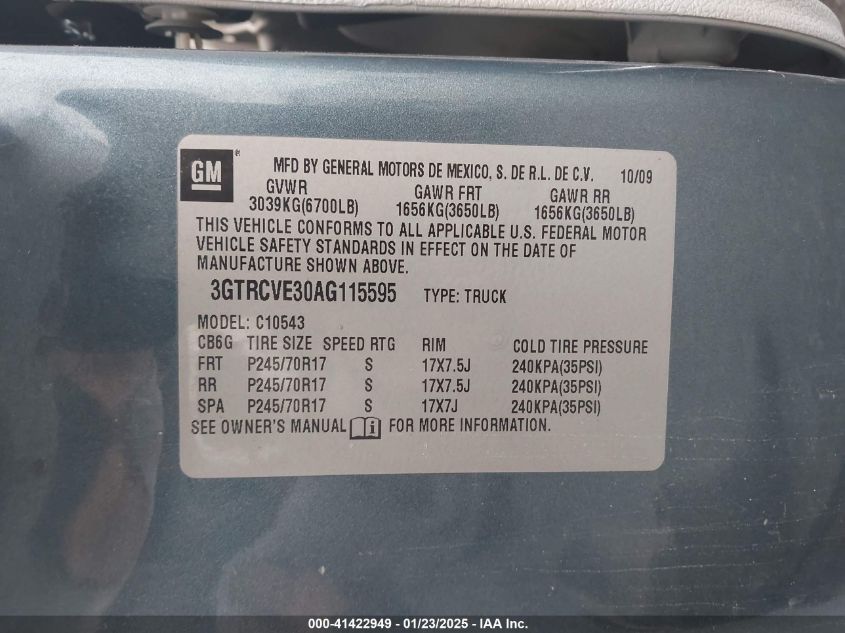 GM® MFD BY GENERAL MOTORS DE MEXICO, S. DE R.L. DE C.V. 10/09
GVWR GAWR FRT GAWR RR
3039KG(6700LB) 1656KG(3650LB) 1656KG(3650LB)
THIS VEHICLE CONFORMS TO ALL APPLICABLE U.S. FEDERAL MOTOR
VEHICLE SAFETY STANDARDS IN EFFECT ON THE DATE OF
MANUFACTURE SHOWN ABOVE.
3GTRCVE30AG115595 TYPE: TRUCK
MODEL: C10543
CB6G TIRE SIZE SPEED RTG RIM COLD TIRE PRESSURE
FRT P245/70R17 S 17X7.5J 240KPA(35PSI)
RR P245/70R17 S 17X7.5J 240KPA(35PSI)
SPA P245/70R17 S 17X7J 240KPA(35PSI)
SEE OWNER'S MANUAL i FOR MORE INFORMATION.
000-41422949 - 01/23/2025 - IAA Inc.